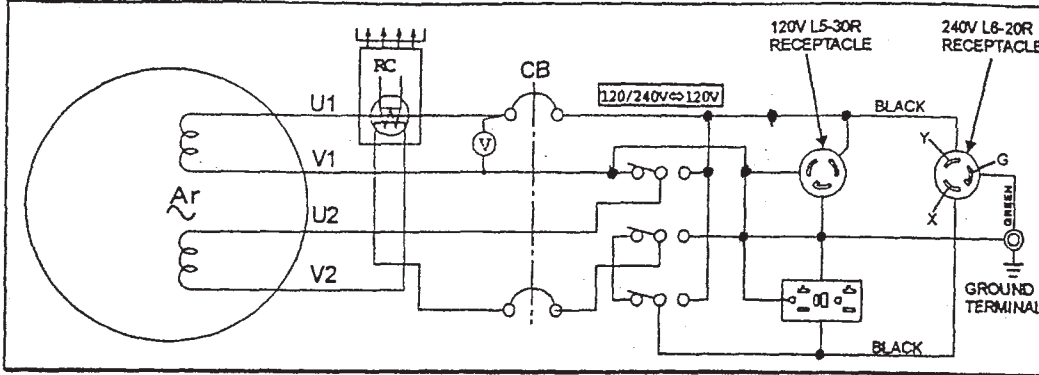 120V L5-30R
RECEPTACLE
240V L6-20R
RECEPTACLE
RC
CB
U1
120/240V⇔120V
BLACK
V
Y
G
V1
Ar
U2
X
GREEN
V2
GROUND
TERMINAL
BLACK